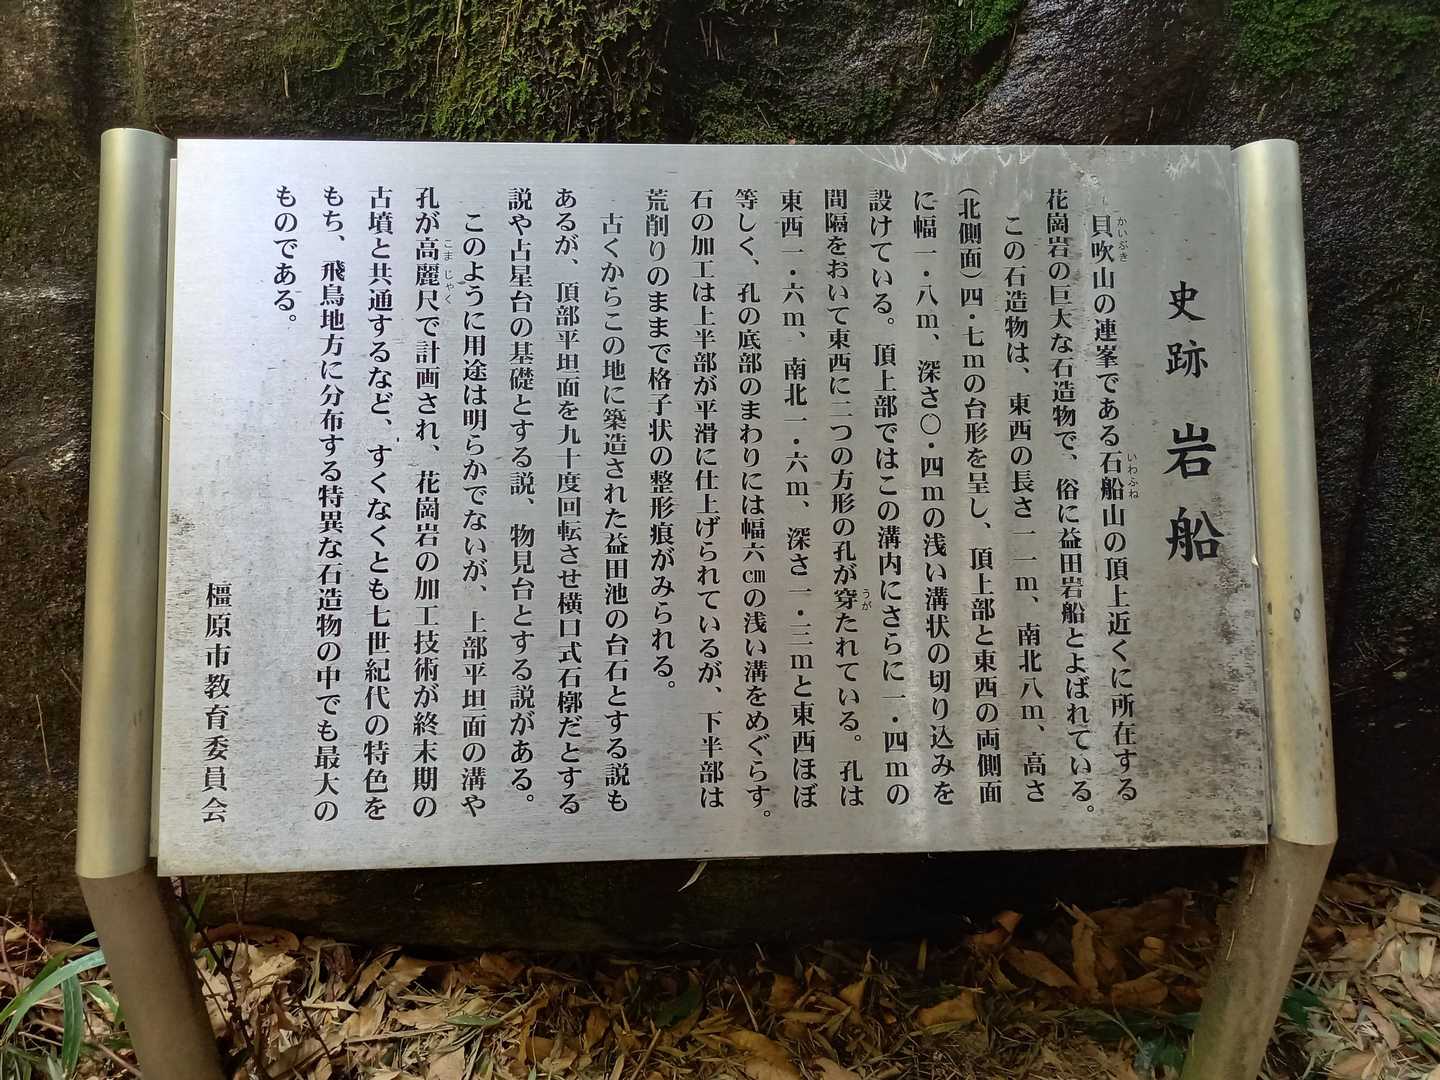 史跡 岩船
貝吹山の連峯である石船山の頂上近くに所在する
花崗岩の巨大な石造物で、俗に益田岩船とよばれている。
この石造物は、東西の長さ一一m、南北八m、高さ
(北側面)四・七mの台形を呈し、頂上部と東西の両側面
に幅一・八m、深さ〇・四mの浅い溝状の切り込みを
設けている。頂上部ではこの溝内にさらに一・四mの
間隔をおいて東西に二つの方形の孔が穿たれている。孔は
東西一・六m、南北一・六m、深さ一・三mと東西ほぼ
等しく、孔の底部のまわりには幅六㎝の浅い溝をめぐらす。
石の加工は上半部が平滑に仕上げられているが、下半部は
荒削りのままで格子状の整形痕がみられる。
古くからこの地に築造された益田池の台石とする説も
あるが、頂部平坦面を九十度回転させ横口式石槨だとする
説や占星台の基礎とする説、物見台とする説がある。
このように用途は明らかでないが、上部平坦面の溝や
孔が高麗尺で計画され、花崗岩の加工技術が終末期の
古墳と共通するなど、すくなくとも七世紀代の特色を
もち、飛鳥地方に分布する特異な石造物の中でも最大の
ものである。
橿原市教育委員会
かいぶき
いわふね
うが
こま じゃく